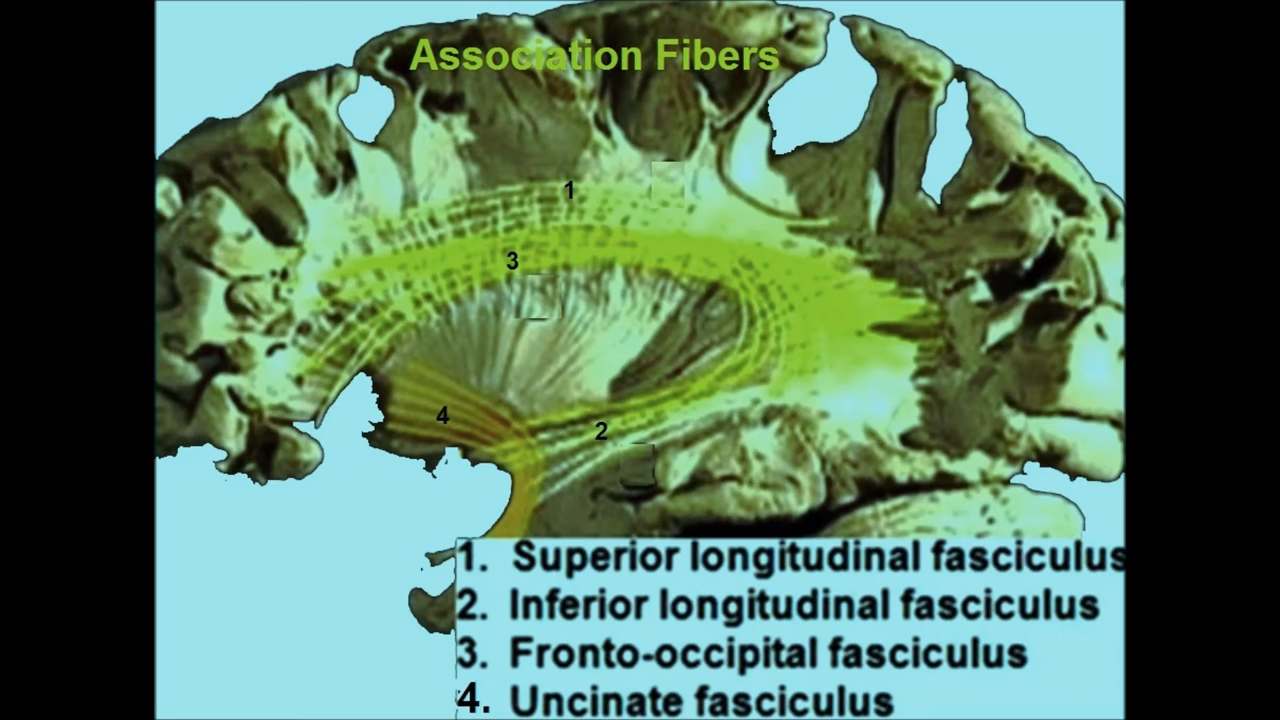 Association Fibers
1
3
4
2
1. Superior longitudinal fasciculus
2. Inferior longitudinal fasciculus
3. Fronto-occipital fasciculus
4. Uncinate fasciculus